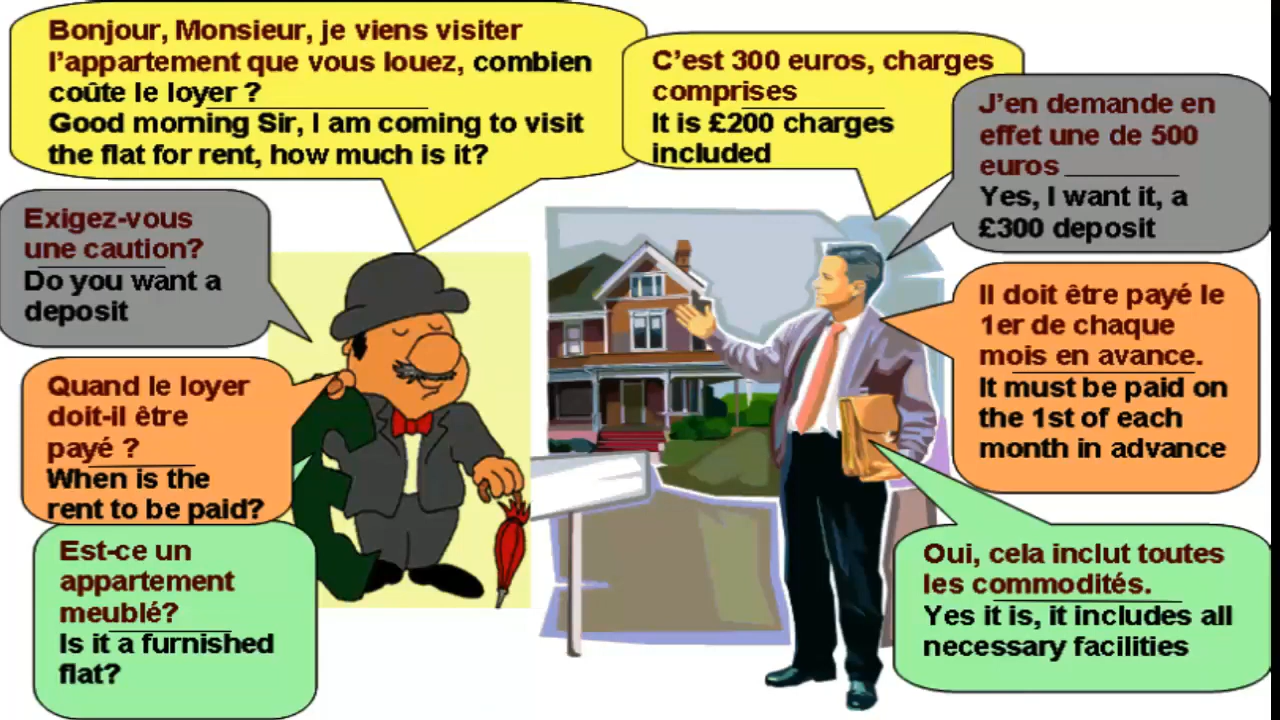 Bonjour, Monsieur, je viens visiter
l'appartement que vous louez, combien
coûte le loyer ?
Good morning Sir, I am coming to visit
the flat for rent, how much is it?
C'est 300 euros, charges
comprises
It is £200 charges
included
Exigez-vous
une caution?
Do you want a
deposit
J'en demande en
effet une de 500
euros
Yes, I want it, a
£300 deposit
Quand le loyer
doit-il être
payé ?
When is the
rent to be paid?
Il doit être payé le
1er de chaque
mois en avance.
It must be paid on
the 1st of each
month in advance
Est-ce un
appartement
meublé?
Is it a furnished
flat?
Oui, cela inclut toutes
les commodités.
Yes it is, it includes all
necessary facilities